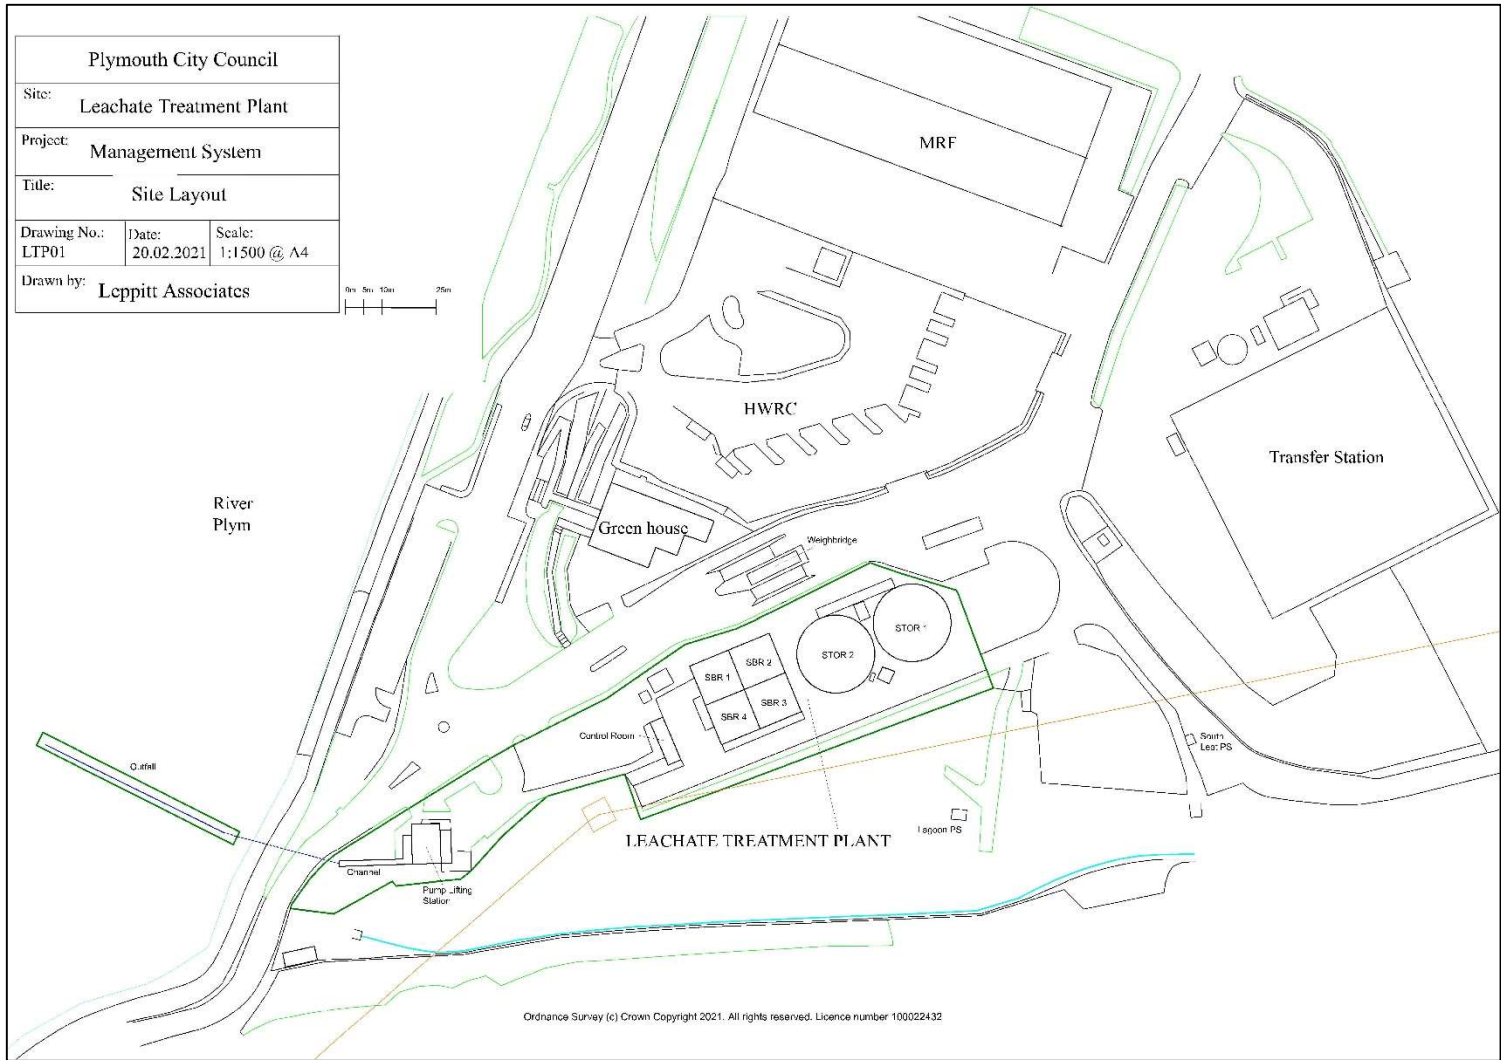 Plymouth City Council
Site:
Leachate Treatment Plant
Project:
Management System
Title:
Site Layout
Drawing No.:
LTP01
Date:
20.02.2021
Scale:
1:1500 @ A4
Drawn by:
Leppitt Associates
0m 5m 10m 25m
MRF
HWRC
Transfer Station
River
Plym
Green house
Weighbridge
STOR 1
STOR 2
SBR 1
SBR 2
SBR 3
SBR 4
Control Room
South
Leat PS
Outfall
Lagoon PS
LEACHATE TREATMENT PLANT
Channel
Pump Lifting
Station
Ordnance Survey (c) Crown Copyright 2021. All rights reserved. Licence number 100022432